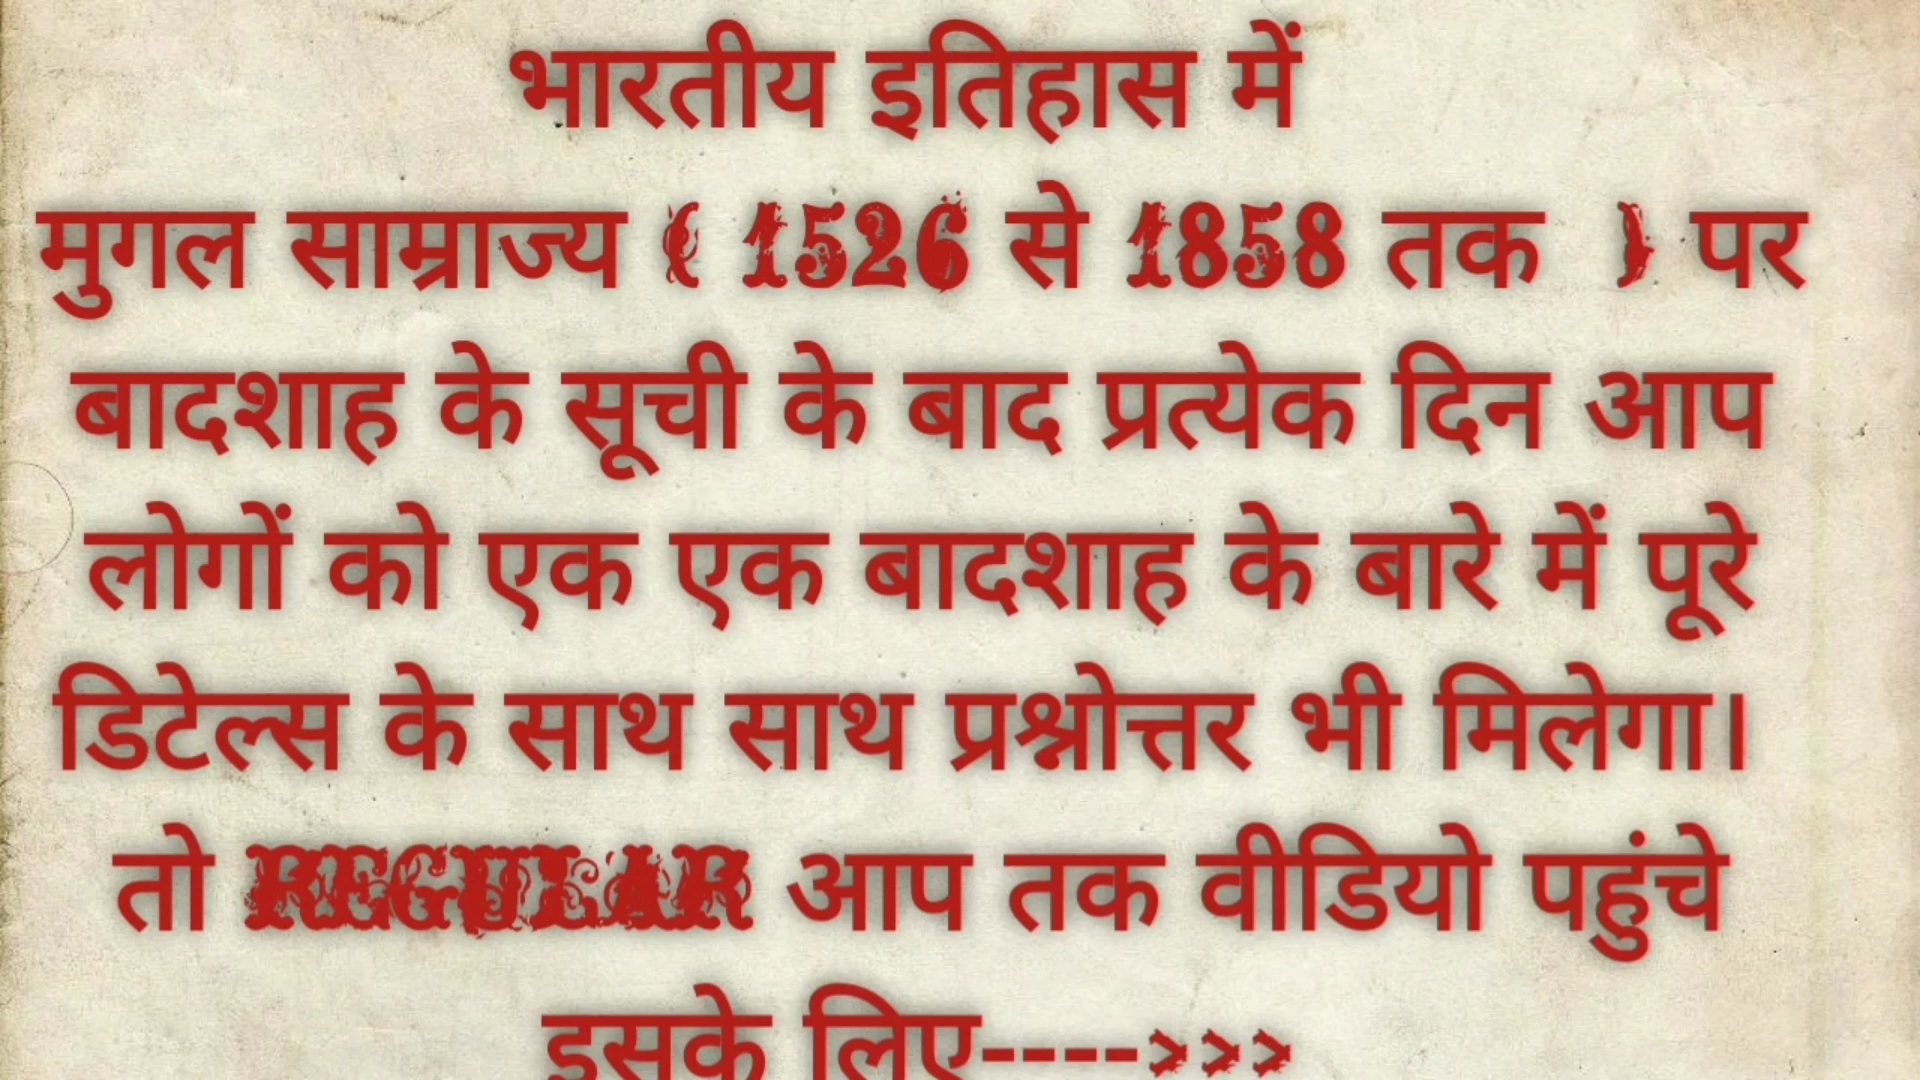 भारतीय इतिहास में
मुगल साम्राज्य ( 1526 से 1858 तक ) पर
बादशाह के सूची के बाद प्रत्येक दिन आप
लोगों को एक एक बादशाह के बारे में पूरे
डिटेल्स के साथ साथ प्रश्नोत्तर भी मिलेगा।
तो REGULAR आप तक वीडियो पहुंचे
इसके लिए---->>>